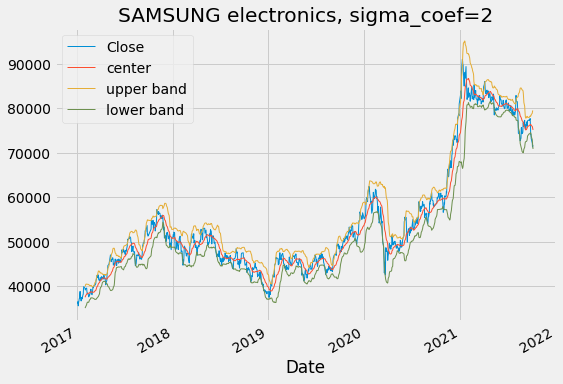 SAMSUNG electronics, sigma_coef=2
Close
center
upper band
lower band
90000
80000
70000
60000
50000
40000
2017
2018
2019
2020
2021
2022
Date